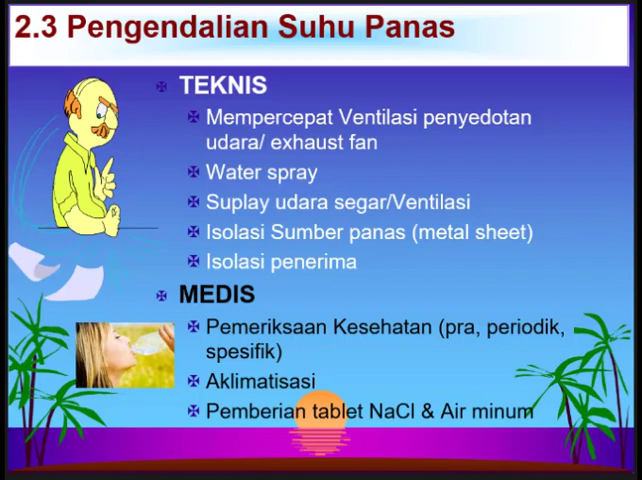 2.3 Pengendalian Suhu Panas
TEKNIS
Mempercepat Ventilasi penyedotan
udara/ exhaust fan
Water spray
Suplay udara segar/Ventilasi
Isolasi Sumber panas (metal sheet)
Isolasi penerima
MEDIS
Pemeriksaan Kesehatan (pra, periodik,
spesifik)
Aklimatisasi
Pemberian tablet NaCl & Air minum